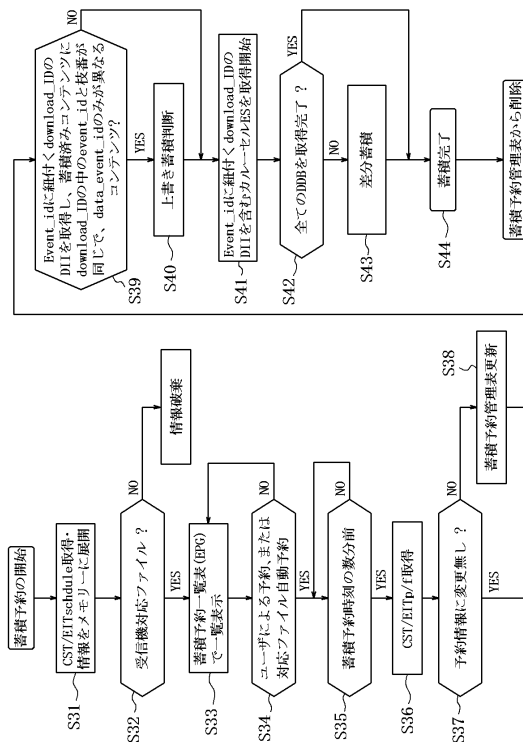 蓄積予約の開始
CST/EITschdule取得・
情報をメモリーに展開
S31
受信機対応ファイル？
S32
NO
情報破棄
YES
蓄積予約一覧表(EPG)
で一覧表示
S33
ユーザによる予約、または
対応ファイル自動予約
S34
NO
YES
蓄積予約時刻の数分前
S35
NO
YES
CST/EITp/f取得
S36
予約情報に変更無し？
S37
NO
S38
蓄積予約管理表更新
YES
Event_idに紐付くdownload_IDの
DIIを取得し、蓄積済みコンテンツに
download_IDの中のevent_idと枝番が
同じで、data_event_idのみが異なる
コンテンツ？
S39
NO
YES
上書き蓄積判断
S40
Event_idに紐付くdownload_IDの
DIIを含むカルーセルESを取得開始
S41
全てのDDBを取得完了？
S42
YES
NO
差分蓄積
S43
蓄積完了
S44
蓄積予約管理表から削除